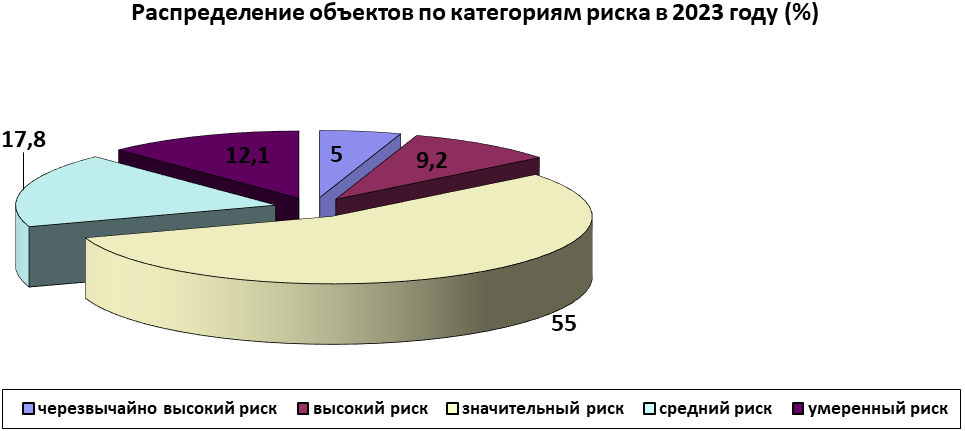 Распределение объектов по категориям риска в 2023 году (%)
17,8
12,1
5
9,2
55
черезвычайно высокий риск
высокий риск
значительный риск
средний риск
умеренный риск